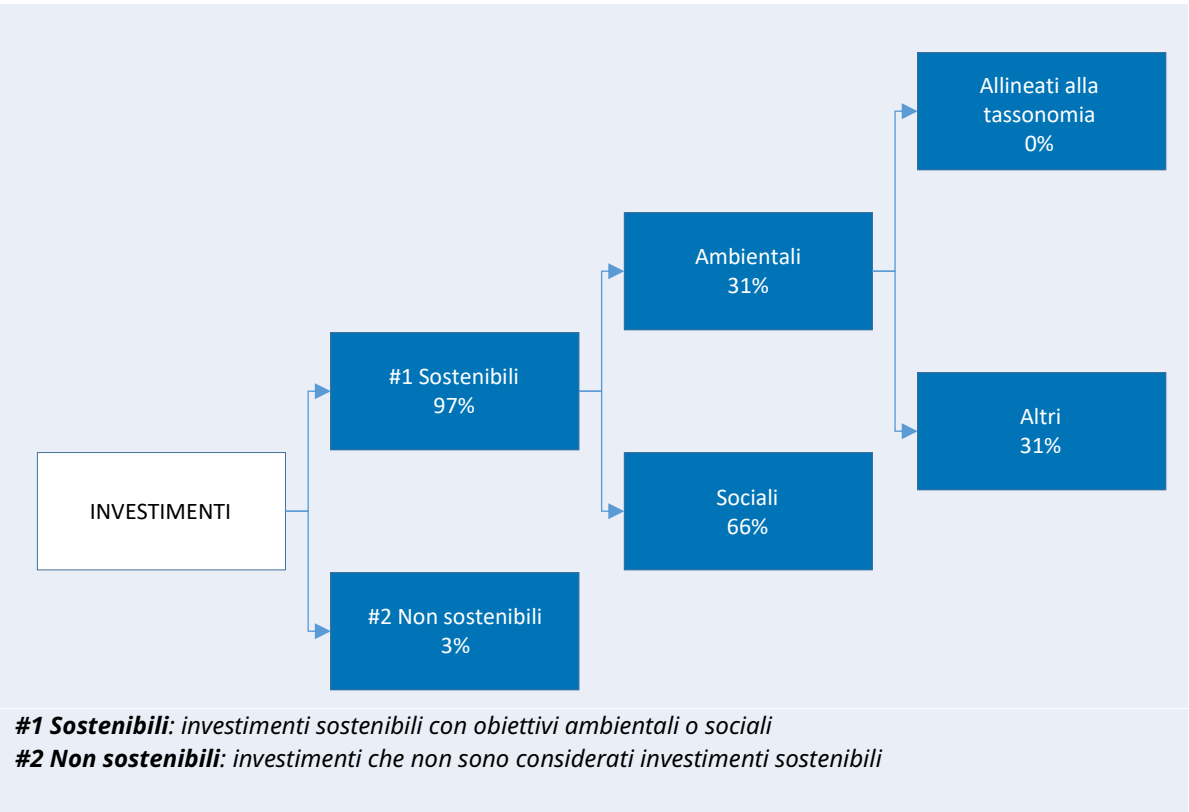 Allineati alla
tassonomia
0%
Ambientali
31%
#1 Sostenibili
97%
Altri
31%
INVESTIMENTI
Sociali
66%
#2 Non sostenibili
3%
#1 Sostenibili: investimenti sostenibili con obiettivi ambientali o sociali
#2 Non sostenibili: investimenti che non sono considerati investimenti sostenibili